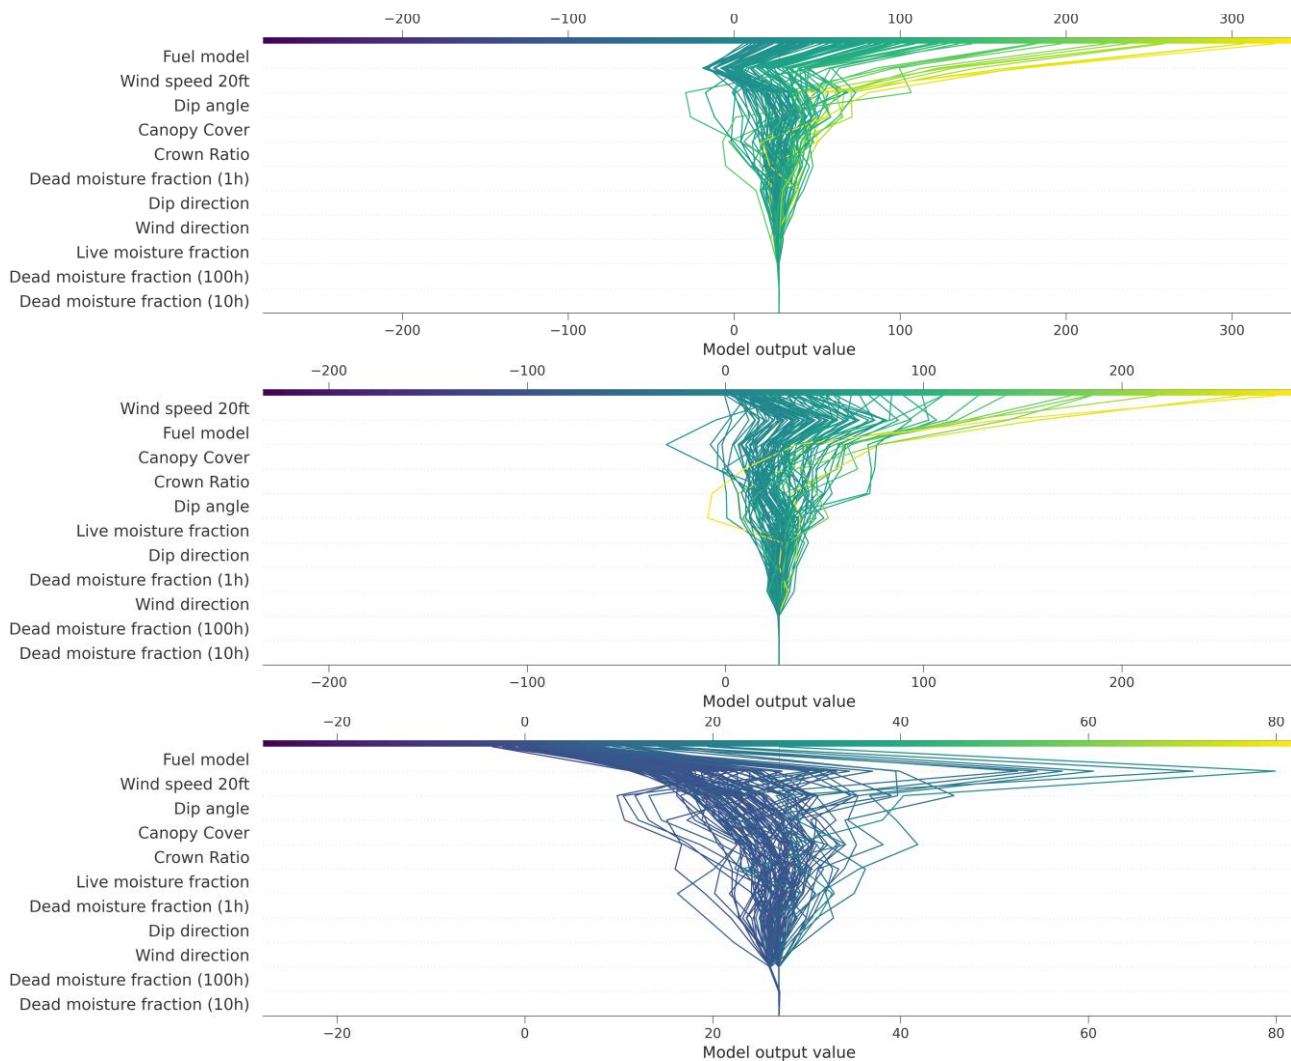 −200 −100 0 100 200 300
Fuel model
Wind speed 20ft
Dip angle
Canopy Cover
Crown Ratio
Dead moisture fraction (1h)
Dip direction
Wind direction
Live moisture fraction
Dead moisture fraction (100h)
Dead moisture fraction (10h)
−200 −100 0 100 200 300
Model output value
−200 −100 0 100 200
Wind speed 20ft
Fuel model
Canopy Cover
Crown Ratio
Dip angle
Live moisture fraction
Dip direction
Dead moisture fraction (1h)
Wind direction
Dead moisture fraction (100h)
Dead moisture fraction (10h)
−200 −100 0 100 200
Model output value
−20 0 20 40 60 80
Fuel model
Wind speed 20ft
Dip angle
Canopy Cover
Crown Ratio
Live moisture fraction
Dead moisture fraction (1h)
Dip direction
Wind direction
Dead moisture fraction (100h)
Dead moisture fraction (10h)
−20 0 20 40 60 80
Model output value